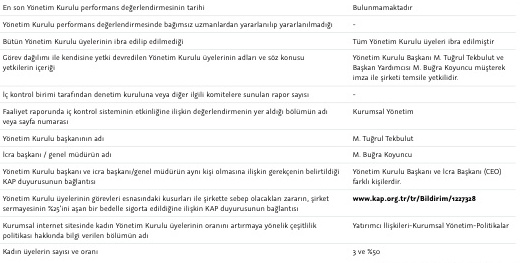 En son Yönetim Kurulu performans değerlendirmesinin tarihi
Bulunmamaktadır
Yönetim Kurulu performans değerlendirmesinde bağımsız uzmanlardan yararlanılıp yararlanılmadığı
-
Bütün Yönetim Kurulu üyelerinin ibra edilip edilmediği
Tüm Yönetim Kurulu üyeleri ibra edilmiştir
Görev dağılımı ile kendisine yetki devredilen Yönetim Kurulu üyelerinin adları ve söz konusu
yetkilerin içeriği
Yönetim Kurulu Başkanı M. Tuğrul Tekbulut ve
Başkan Yardımcısı M. Buğra Koyuncu müşterek
imza ile şirketi temsile yetkilidir.
İç kontrol birimi tarafından denetim kuruluna veya diğer ilgili komitelere sunulan rapor sayısı
-
Faaliyet raporunda iç kontrol sisteminin etkinliğine ilişkin değerlendirmenin yer aldığı bölümün adı
veya sayfa numarası
Kurumsal Yönetim
Yönetim Kurulu başkanının adı
M. Tuğrul Tekbulut
İcra başkanı / genel müdürün adı
M. Buğra Koyuncu
Yönetim Kurulu başkanı ve icra başkanı/genel müdürün aynı kişi olmasına ilişkin gerekçenin belirtildiği
KAP duyurusunun bağlantısı
Yönetim Kurulu Başkanı ve İcra Başkanı (CEO)
farklı kişilerdir.
Yönetim Kurulu üyelerinin görevleri esnasındaki kusurları ile şirkette sebep olacakları zararın, şirket
sermayesinin %25'ini aşan bir bedelle sigorta edildiğine ilişkin KAP duyurusunun bağlantısı
www.kap.org.tr/tr/Bildirim/1227328
Kurumsal internet sitesinde kadın Yönetim Kurulu üyelerinin oranını artırmaya yönelik çeşitlilik
politikası hakkında bilgi verilen bölümün adı
Yatırımcı İlişkileri-Kurumsal Yönetim-Politikalar
Kadın üyelerin sayısı ve oranı
3 ve %50